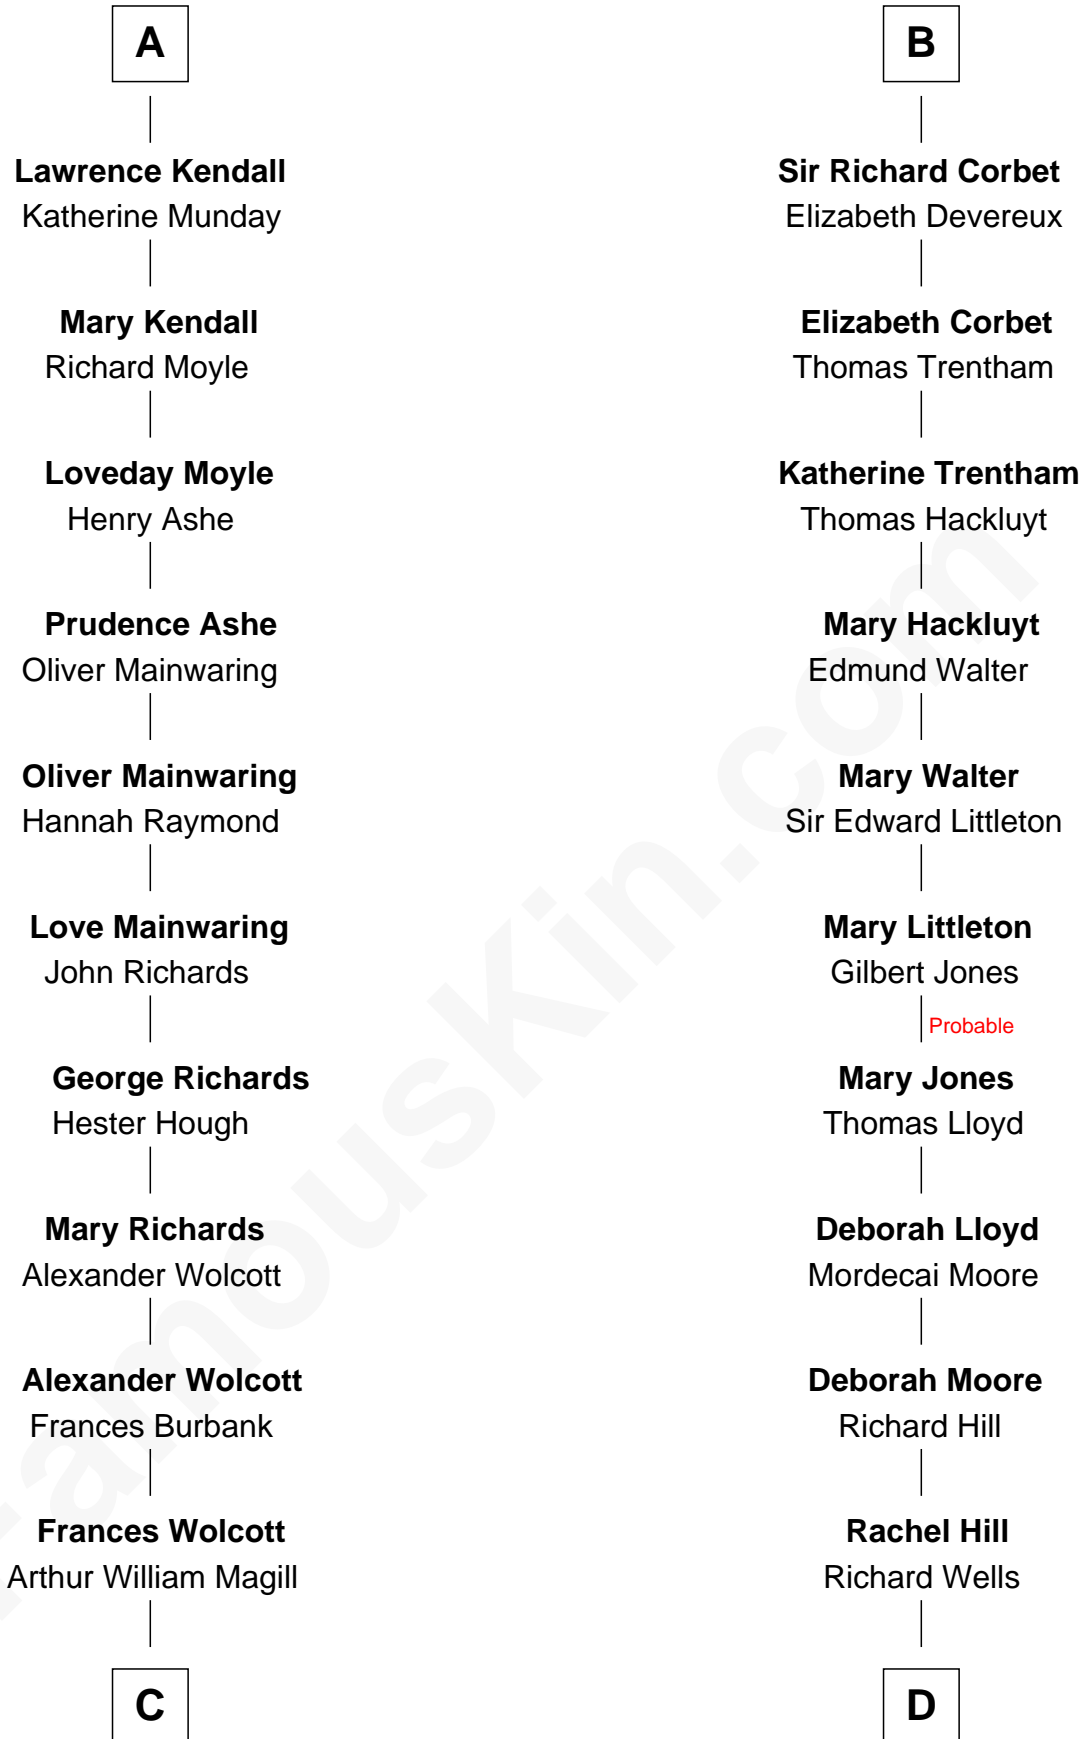 A
Lawrence Kendall
Katherine Munday
Mary Kendall
Richard Moyle
Loveday Moyle
Henry Ashe
Prudence Ashe
Oliver Mainwaring
Oliver Mainwaring
Hannah Raymond
Love Mainwaring
John Richards
George Richards
Hester Hough
Mary Richards
Alexander Wolcott
Alexander Wolcott
Frances Burbank
Frances Wolcott
Arthur William Magill
C
B
Sir Richard Corbet
Elizabeth Devereux
Elizabeth Corbet
Thomas Trentham
Katherine Trentham
Thomas Hackluyt
Mary Hackluyt
Edmund Walter
Mary Walter
Sir Edward Littleton
Mary Littleton
Gilbert Jones
Probable
Mary Jones
Thomas Lloyd
Deborah Lloyd
Mordecai Moore
Deborah Moore
Richard Hill
Rachel Hill
Richard Wells
D
FamousKin.com